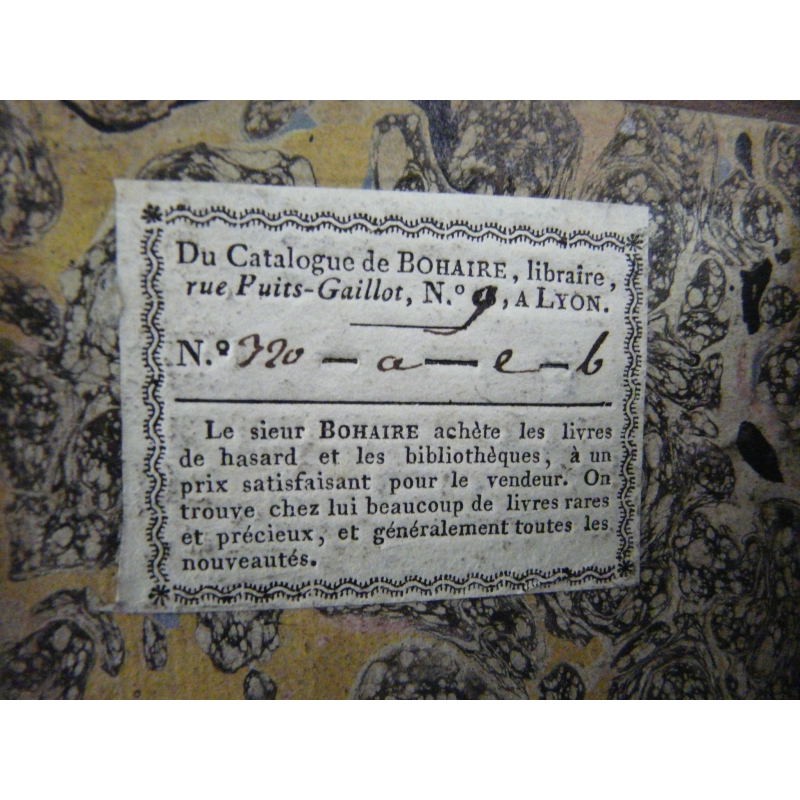 Du Catalogue de BOHAIRE, libraire,
rue Puits-Gaillot, N.º 9, A LYON.
N.º 320 — a — e — b
Le sieur BOHAIRE achète les livres
de hasard et les bibliothèques, à un
prix satisfaisant pour le vendeur. On
trouve chez lui beaucoup de livres rares
et précieux, et généralement toutes les
nouveautés.